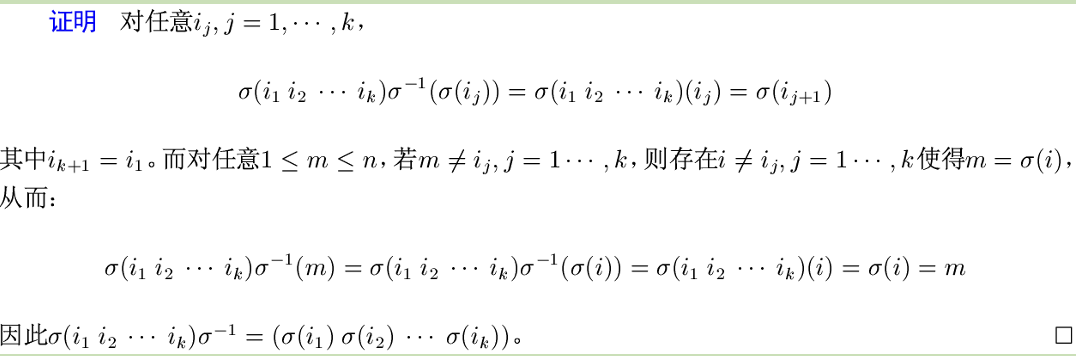 证明 对任意$i_j, j = 1, \cdots, k$，
$\sigma(i_1\ i_2\ \cdots\ i_k)\sigma^{-1}(\sigma(i_j)) = \sigma(i_1\ i_2\ \cdots\ i_k)(i_j) = \sigma(i_{j+1})$
其中$i_{k+1} = i_1$。而对任意$1 \leq m \leq n$，若$m \neq i_j, j = 1 \cdots, k$，则存在$i \neq i_j, j = 1 \cdots, k$使得$m = \sigma(i)$，
从而：
$\sigma(i_1\ i_2\ \cdots\ i_k)\sigma^{-1}(m) = \sigma(i_1\ i_2\ \cdots\ i_k)\sigma^{-1}(\sigma(i)) = \sigma(i_1\ i_2\ \cdots\ i_k)(i) = \sigma(i) = m$
因此$\sigma(i_1\ i_2\ \cdots\ i_k)\sigma^{-1} = (\sigma(i_1)\ \sigma(i_2)\ \cdots\ \sigma(i_k))$。 □